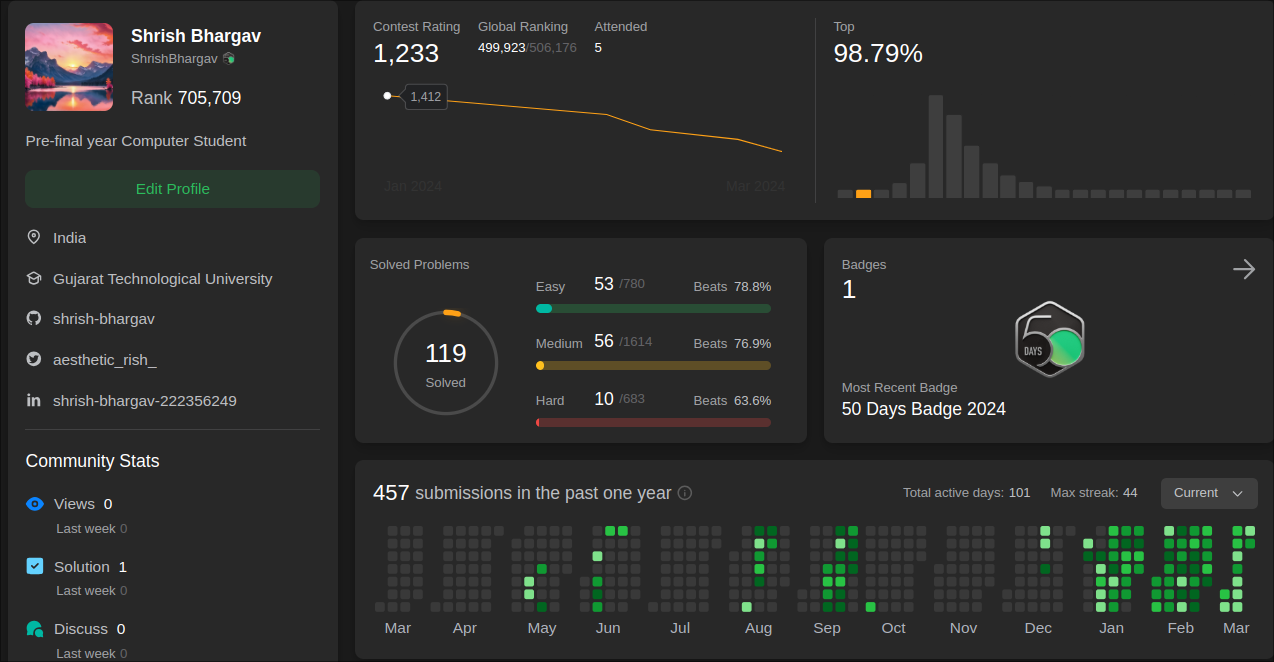 Shrish Bhargav
ShrishBhargav
Rank 705,709
Pre-final year Computer Student
Edit Profile
India
Gujarat Technological University
shrish-bhargav
aesthetic_rish_
shrish-bhargav-222356249
Community Stats
Views 0
Last week 0
Solution 1
Last week 0
Discuss 0
Last week 0
Contest Rating Global Ranking Attended
1,233 499,923/506,176 5
1,412
Jan 2024 Mar 2024
Top
98.79%
Solved Problems
119
Solved
Easy 53 /780 Beats 78.8%
Medium 56 /1614 Beats 76.9%
Hard 10 /683 Beats 63.6%
Badges
1
50
DAYS
Most Recent Badge
50 Days Badge 2024
457 submissions in the past one year Total active days: 101 Max streak: 44 Current
Mar Apr May Jun Jul Aug Sep Oct Nov Dec Jan Feb Mar